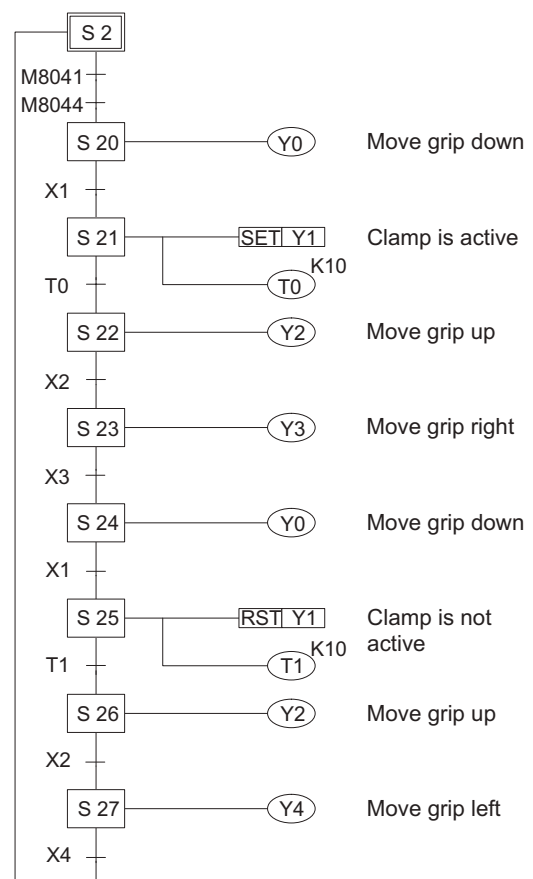 S 2
M8041
M8044
S 20 Y0 Move grip down
X1
S 21 SET Y1 Clamp is active
K10
T0 T0
S 22 Y2 Move grip up
X2
S 23 Y3 Move grip right
X3
S 24 Y0 Move grip down
X1
S 25 RST Y1 Clamp is not
active
K10
T1 T1
S 26 Y2 Move grip up
X2
S 27 Y4 Move grip left
X4